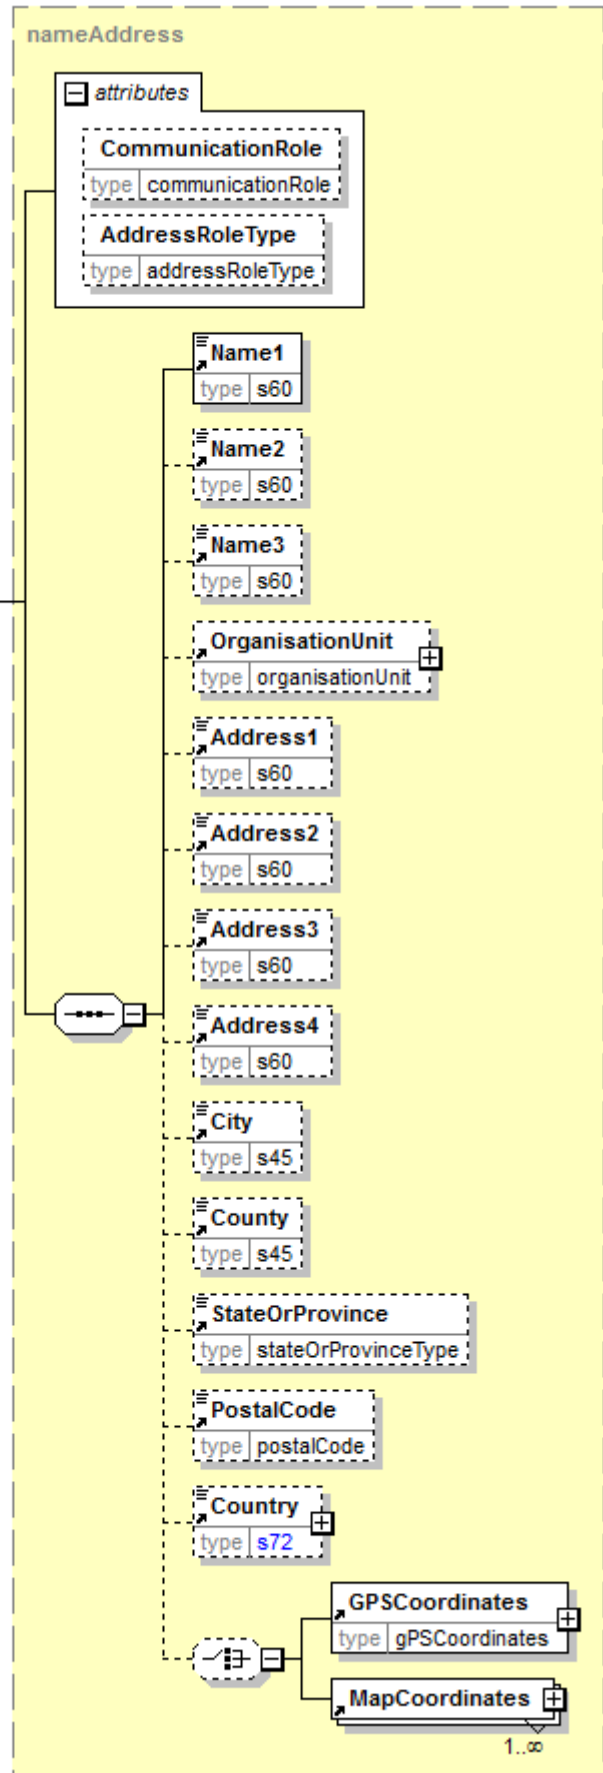 nameAddress
attributes
CommunicationRole
type communicationRole
AddressRoleType
type addressRoleType
Name1
type s60
Name2
type s60
Name3
type s60
OrganisationUnit
type organisationUnit
Address1
type s60
Address2
type s60
Address3
type s60
Address4
type s60
City
type s45
County
type s45
StateOrProvince
type stateOrProvinceType
PostalCode
type postalCode
Country
type s72
GPSCoordinates
type gPSCoordinates
MapCoordinates
1..∞